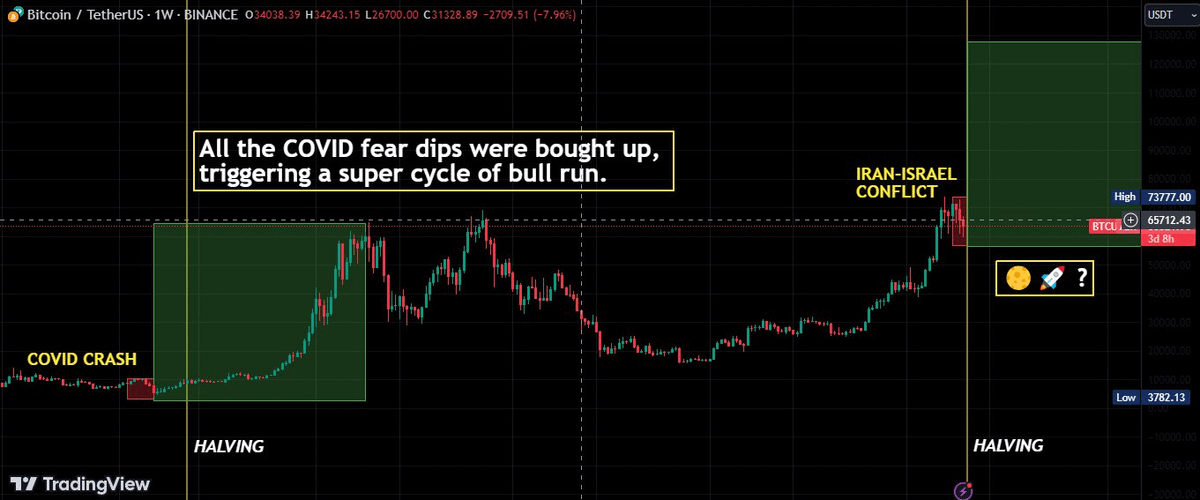 Bitcoin / TetherUS · 1W · BINANCE O34038.39 H34243.15 L26700.00 C31328.89 −2709.51 (−7.96%)
USDT
130000.00
120000.00
110000.00
100000.00
90000.00
80000.00
All the COVID fear dips were bought up,
triggering a super cycle of bull run.
IRAN-ISRAEL
CONFLICT
High 73777.00
65712.43
BTCU
3d 8h
50000.00
40000.00
30000.00
20000.00
10000.00
0.00
-10000.00
-20000.00
?
COVID CRASH
Low 3782.13
HALVING
HALVING
TradingView